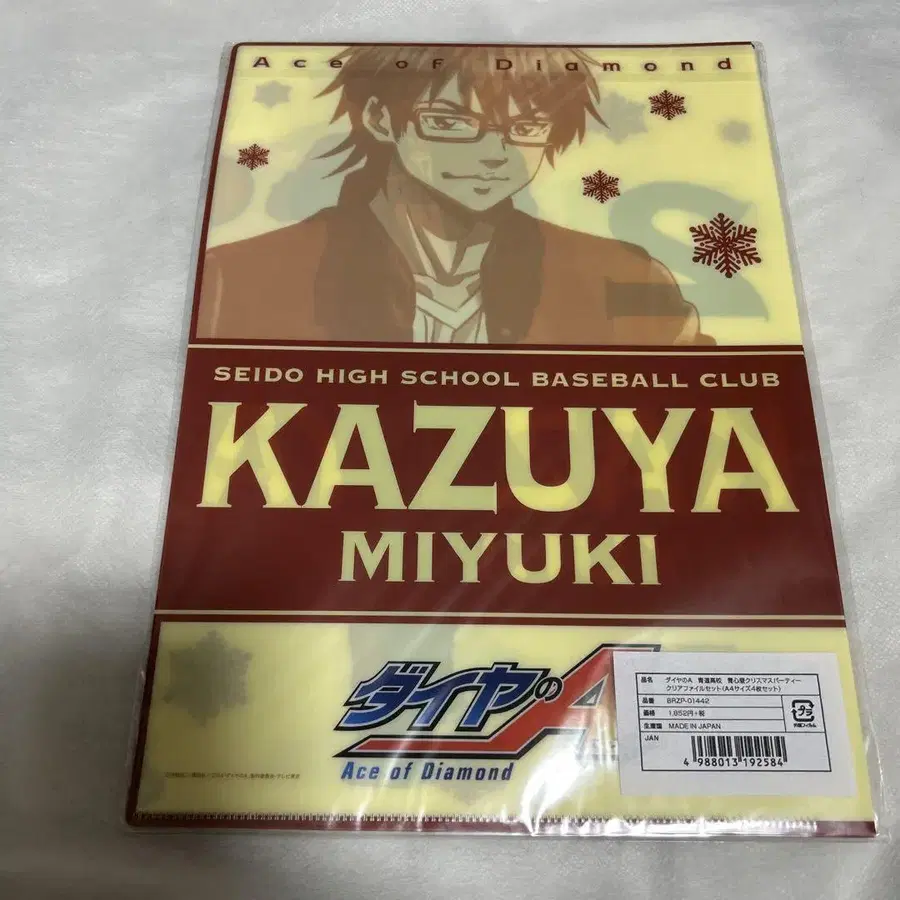 Ace of Diamond
2
SEIDO HIGH SCHOOL BASEBALL CLUB
KAZUYA
MIYUKI
ダイヤのA
Ace of Diamond
品名 ダイヤのA 青道高校 青心寮クリスマスパーティー
クリアファイルセット(A4サイズ4枚セット)
品番 BRZP-01442
価格 1,852円+税
生産国 MADE IN JAPAN
プラ
JAN
4 988013 192584